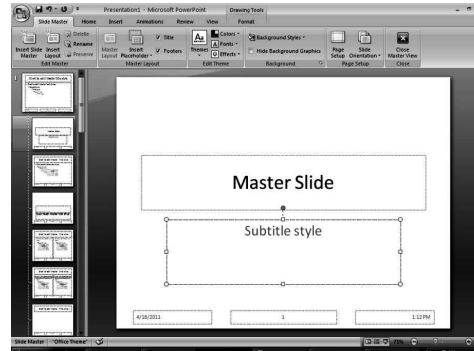 Presentation1 - Microsoft PowerPoint
Drawing Tools
Slide Master Home Insert Animations Review View Format
Insert Slide Master
Insert Layout
Delete
Rename
Preserve
Edit Master
Master Layout
Insert Placeholder
Title
Footers
Master Layout
Themes
Colors
Fonts
Effects
Edit Theme
Background Styles
Hide Background Graphics
Background
Page Setup
Slide Orientation
Page Setup
Close Master View
Close
1
Master Slide
Subtitle style
4/18/2011
1
1:12 PM
Slide Master "Office Theme"